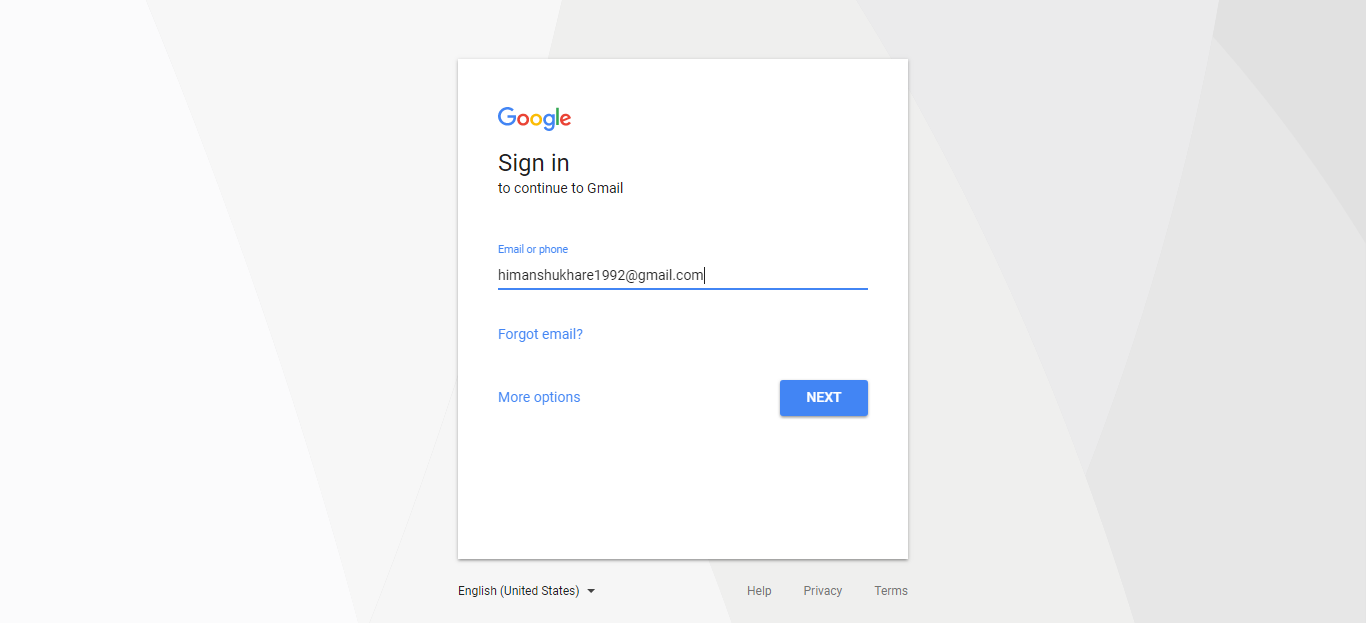 Google
Sign in
to continue to Gmail
Email or phone
himanshukhare1992@gmail.com
Forgot email?
More options
NEXT
English (United States)
Help
Privacy
Terms